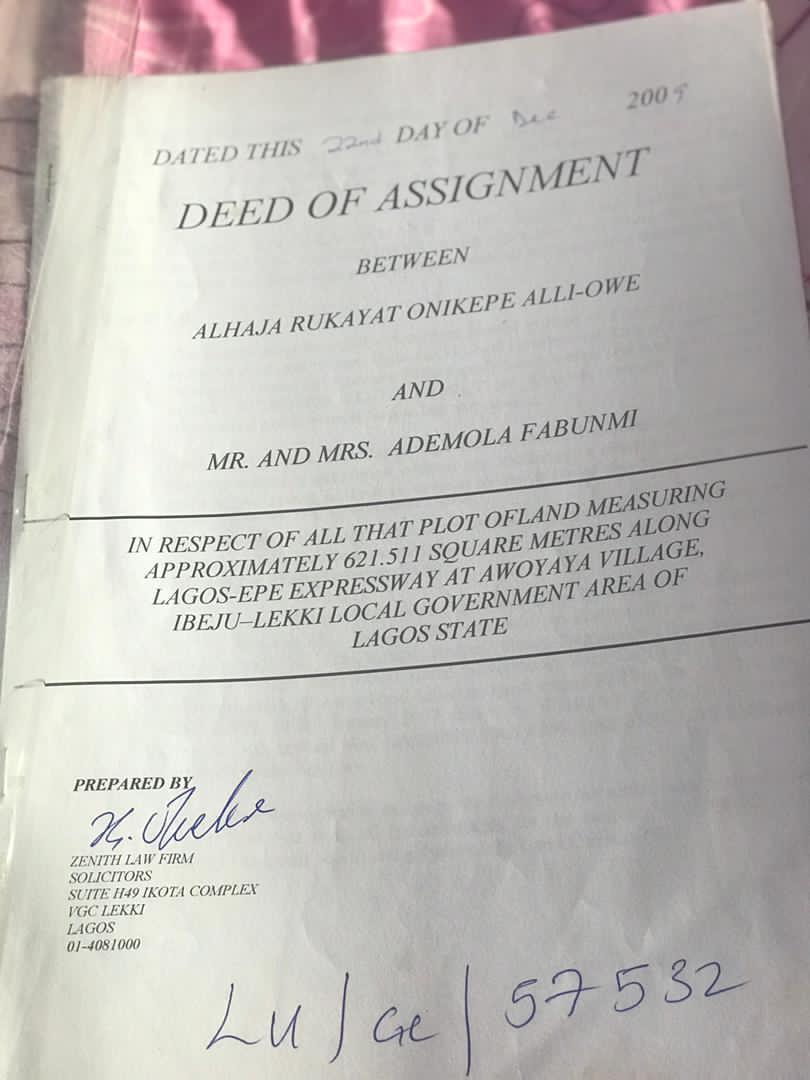 DATED THIS 22nd DAY OF Dec 200
DEED OF ASSIGNMENT
BETWEEN
ALHAJA RUKAYAT ONIKEPE ALLI-OWE
AND
MR. AND MRS. ADEMOLA FABUNMI
IN RESPECT OF ALL THAT PLOT OFLAND MEASURING
APPROXIMATELY 621.511 SQUARE METRES ALONG
LAGOS-EPE EXPRESSWAY AT AWOYAYA VILLAGE,
IBEJU–LEKKI LOCAL GOVERNMENT AREA OF
LAGOS STATE
PREPARED BY
ZENITH LAW FIRM
SOLICITORS
SUITE H49 IKOTA COMPLEX
VGC LEKKI
LAGOS
01-4081000
LU/Ge/57532